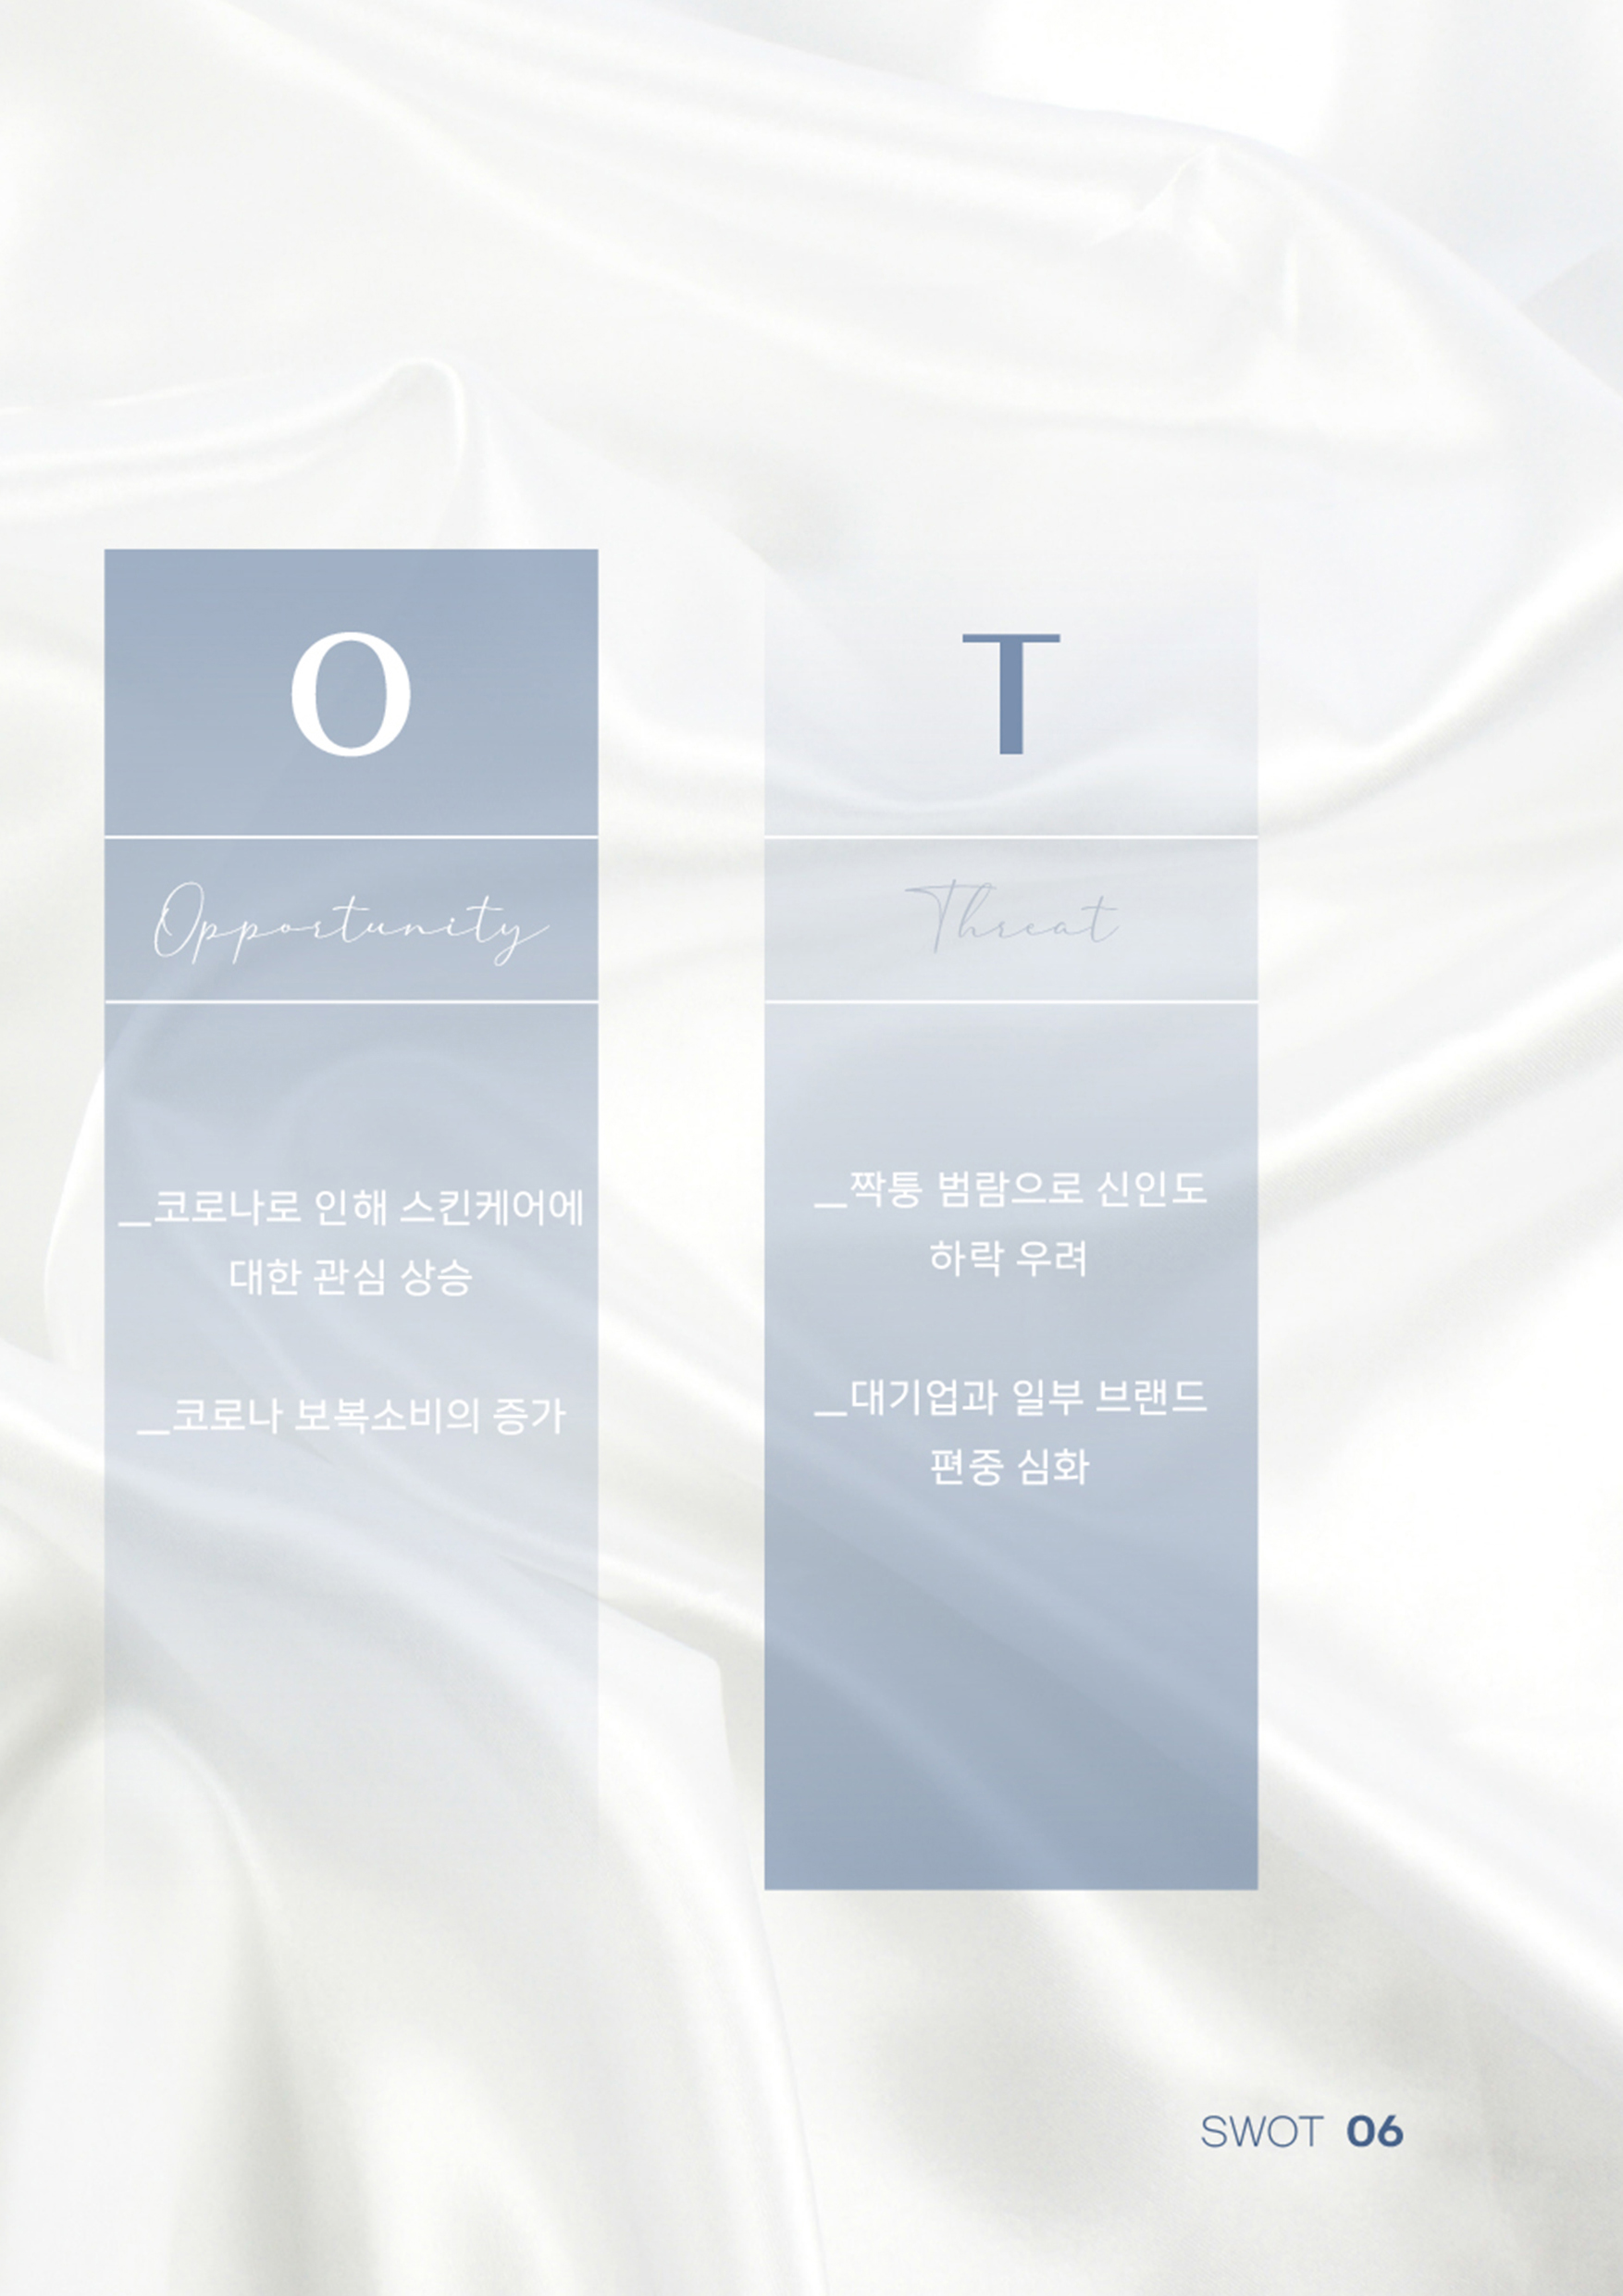 O
Opportunity
_코로나로 인해 스킨케어에
대한 관심 상승
_코로나 보복소비의 증가
T
Threat
_짝퉁 범람으로 신인도
하락 우려
_대기업과 일부 브랜드
편중 심화
SWOT 06